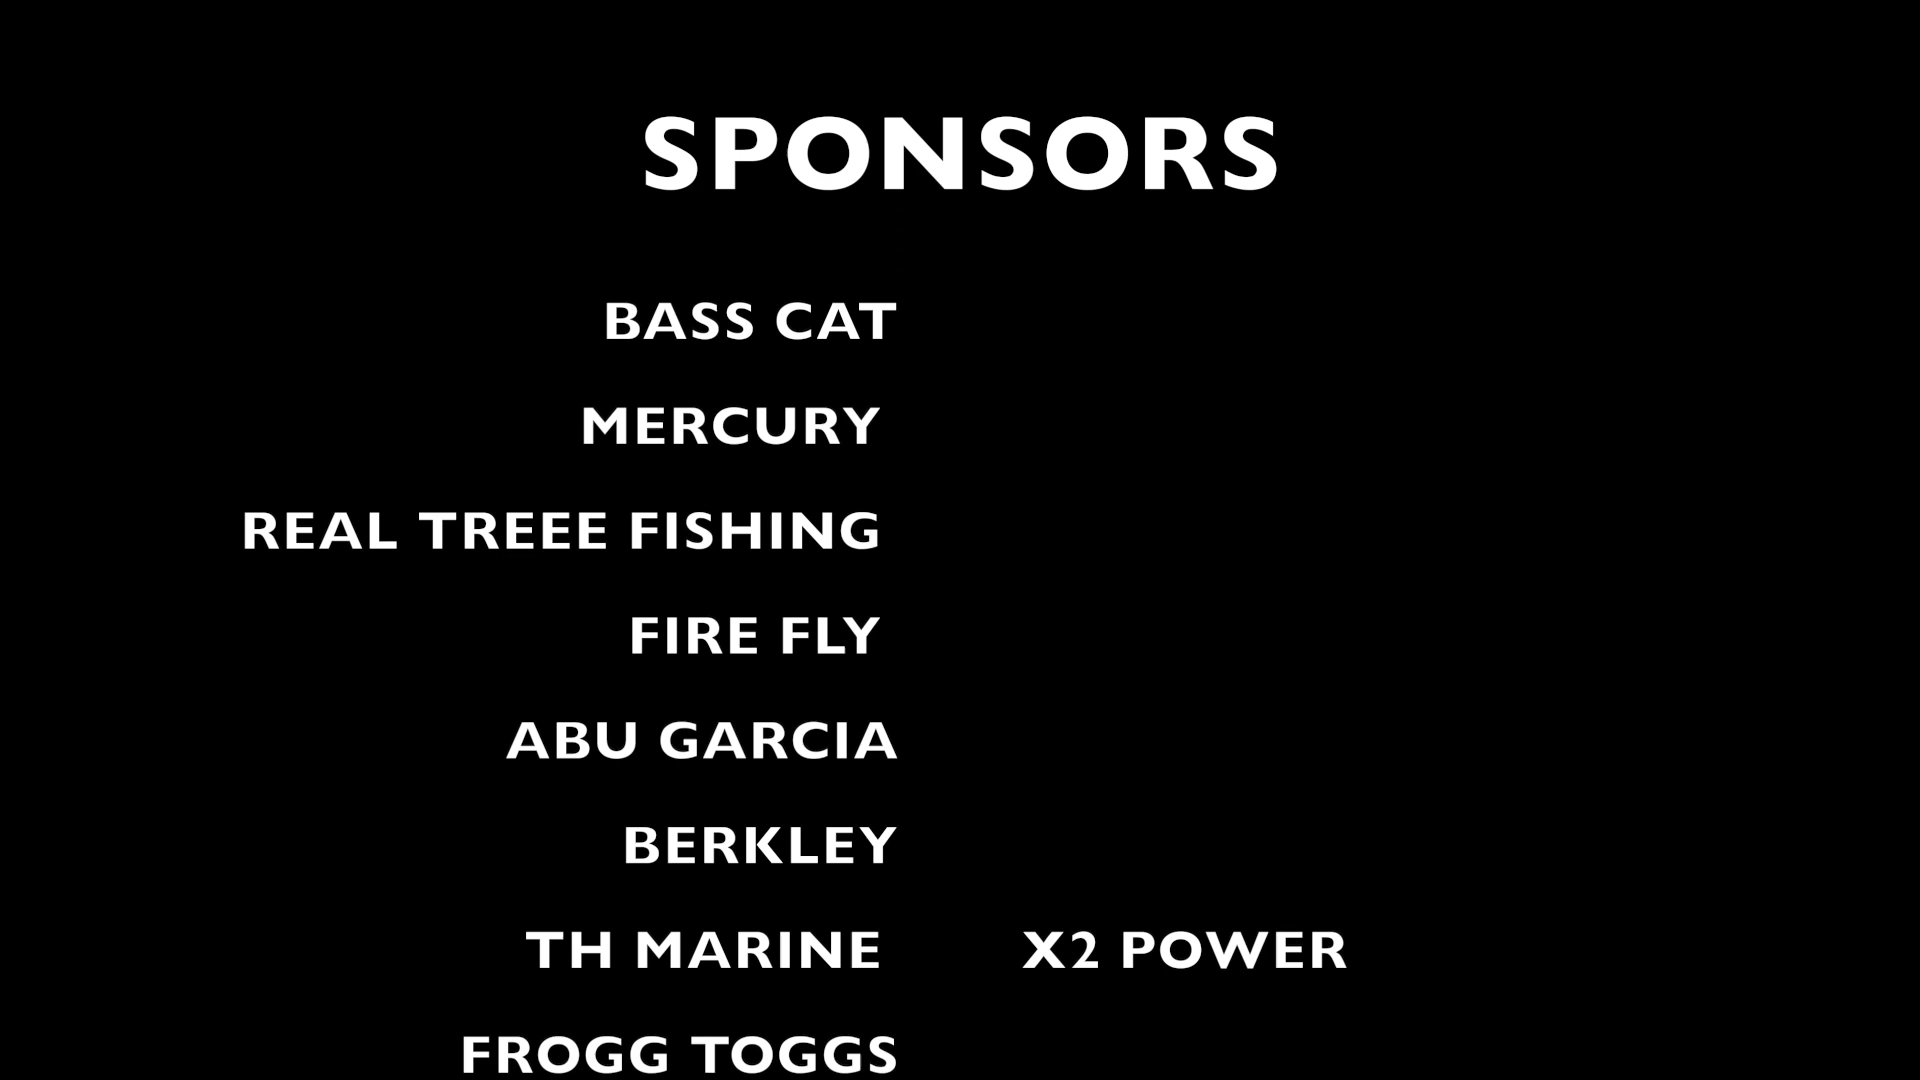 SPONSORS
BASS CAT
MERCURY
REAL TREEE FISHING
FIRE FLY
ABU GARCIA
BERKLEY
TH MARINE X2 POWER
FROGG TOGGS